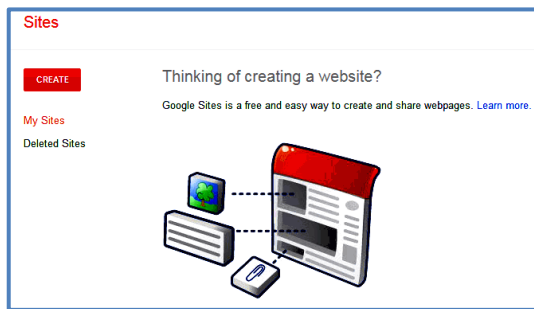 Sites
CREATE
Thinking of creating a website?
Google Sites is a free and easy way to create and share webpages. Learn more.
My Sites
Deleted Sites